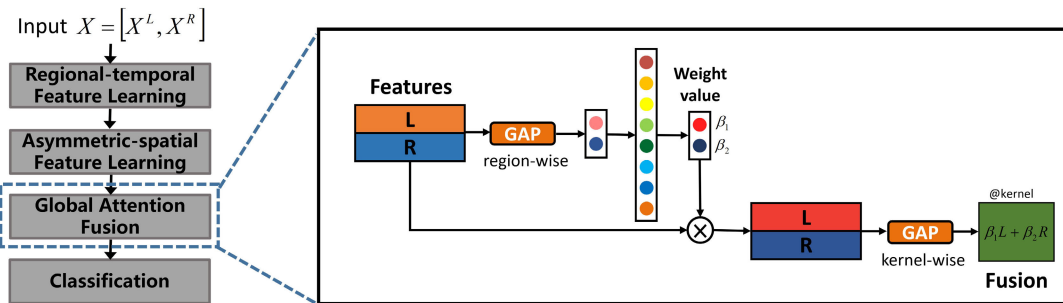 Input X = [X^L, X^R]
Regional-temporal
Feature Learning
Asymmetric-spatial
Feature Learning
Global Attention
Fusion
Classification
Features
L
R
GAP
region-wise
Weight
value
β₁
β₂
L
R
GAP
kernel-wise
@kernel
β₁L + β₂R
Fusion